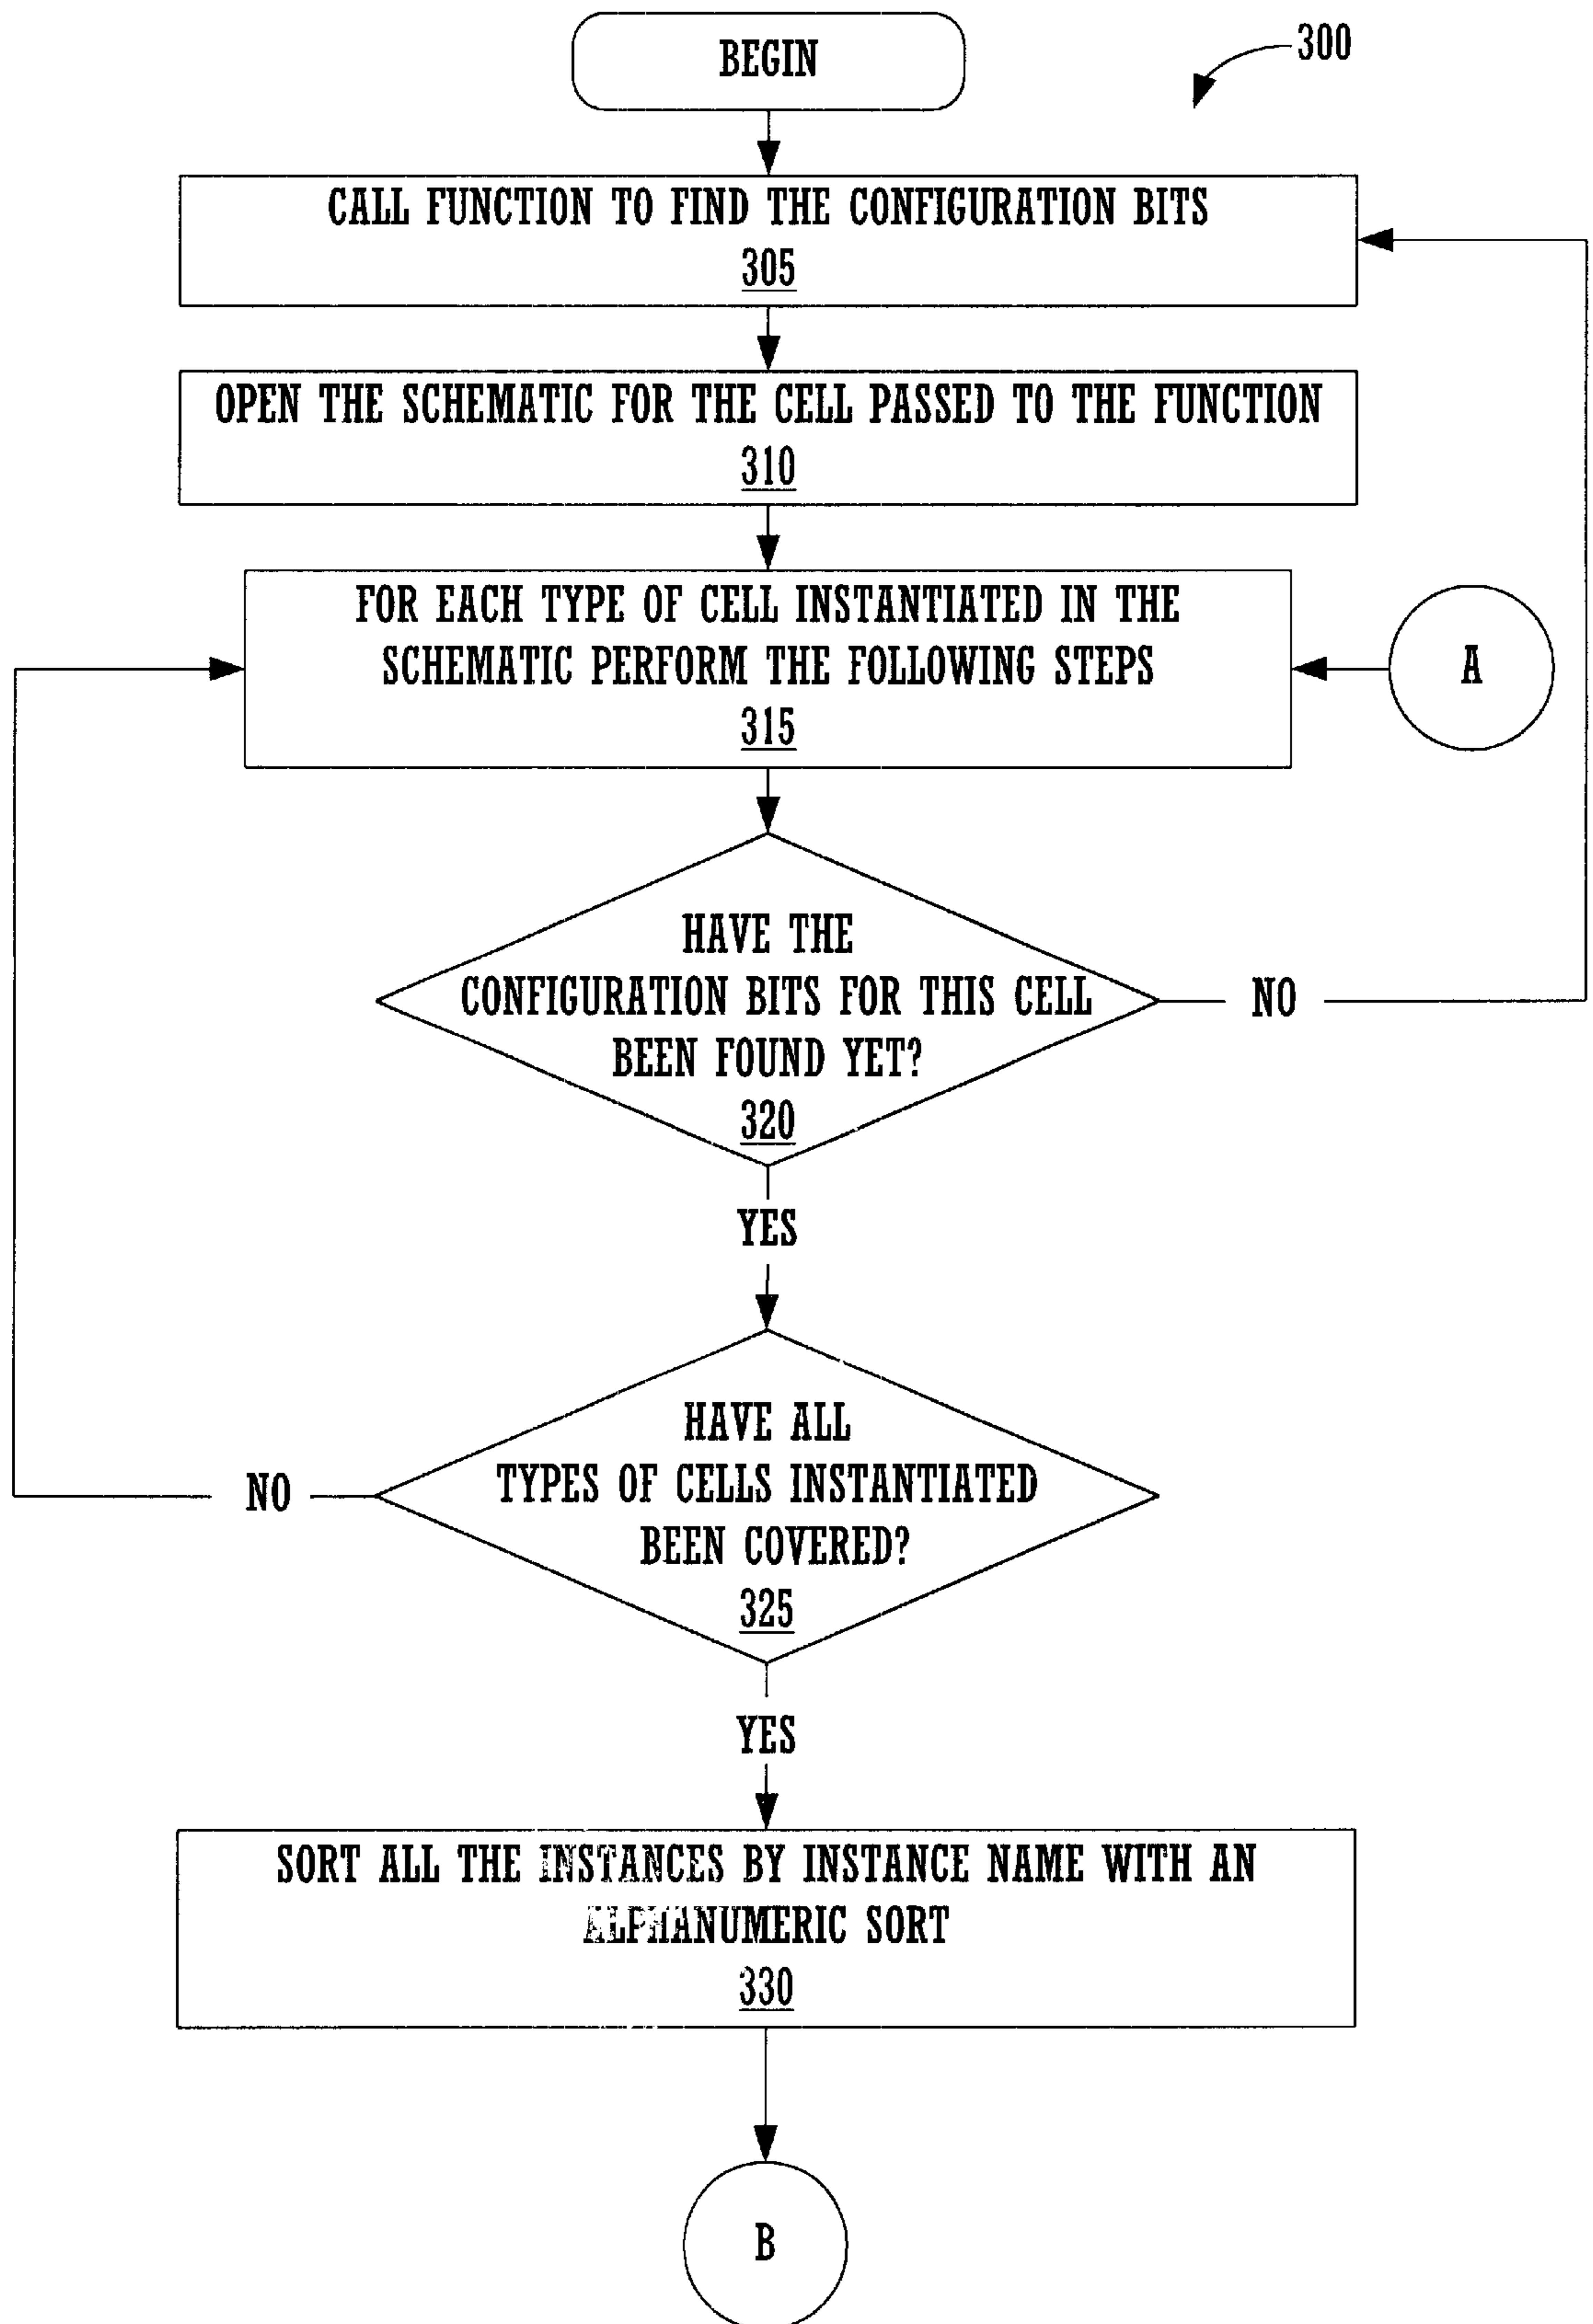 BEGIN
300
CALL FUNCTION TO FIND THE CONFIGURATION BITS
305
OPEN THE SCHEMATIC FOR THE CELL PASSED TO THE FUNCTION
310
FOR EACH TYPE OF CELL INSTANTIATED IN THE
SCHEMATIC PERFORM THE FOLLOWING STEPS
315
A
HAVE THE
CONFIGURATION BITS FOR THIS CELL
BEEN FOUND YET?
320
NO
YES
HAVE ALL
TYPES OF CELLS INSTANTIATED
BEEN COVERED?
325
NO
YES
SORT ALL THE INSTANCES BY INSTANCE NAME WITH AN
ALPHANUMERIC SORT
330
B